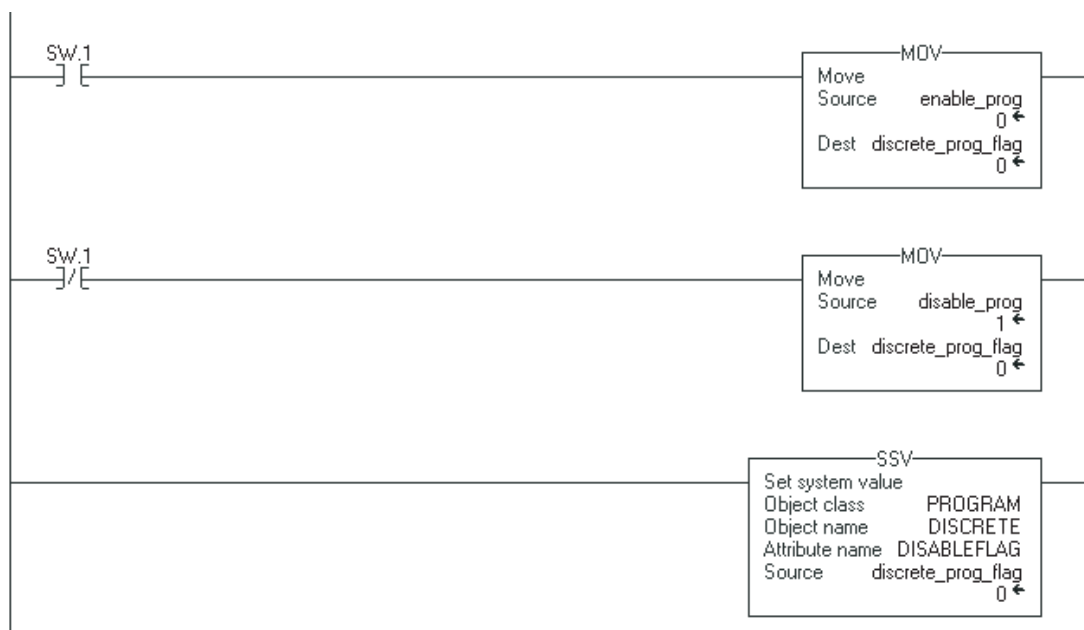 SW.1
MOV
Move
Source enable_prog
0
Dest discrete_prog_flag
0
SW.1
MOV
Move
Source disable_prog
1
Dest discrete_prog_flag
0
SSV
Set system value
Object class PROGRAM
Object name DISCRETE
Attribute name DISABLEFLAG
Source discrete_prog_flag
0